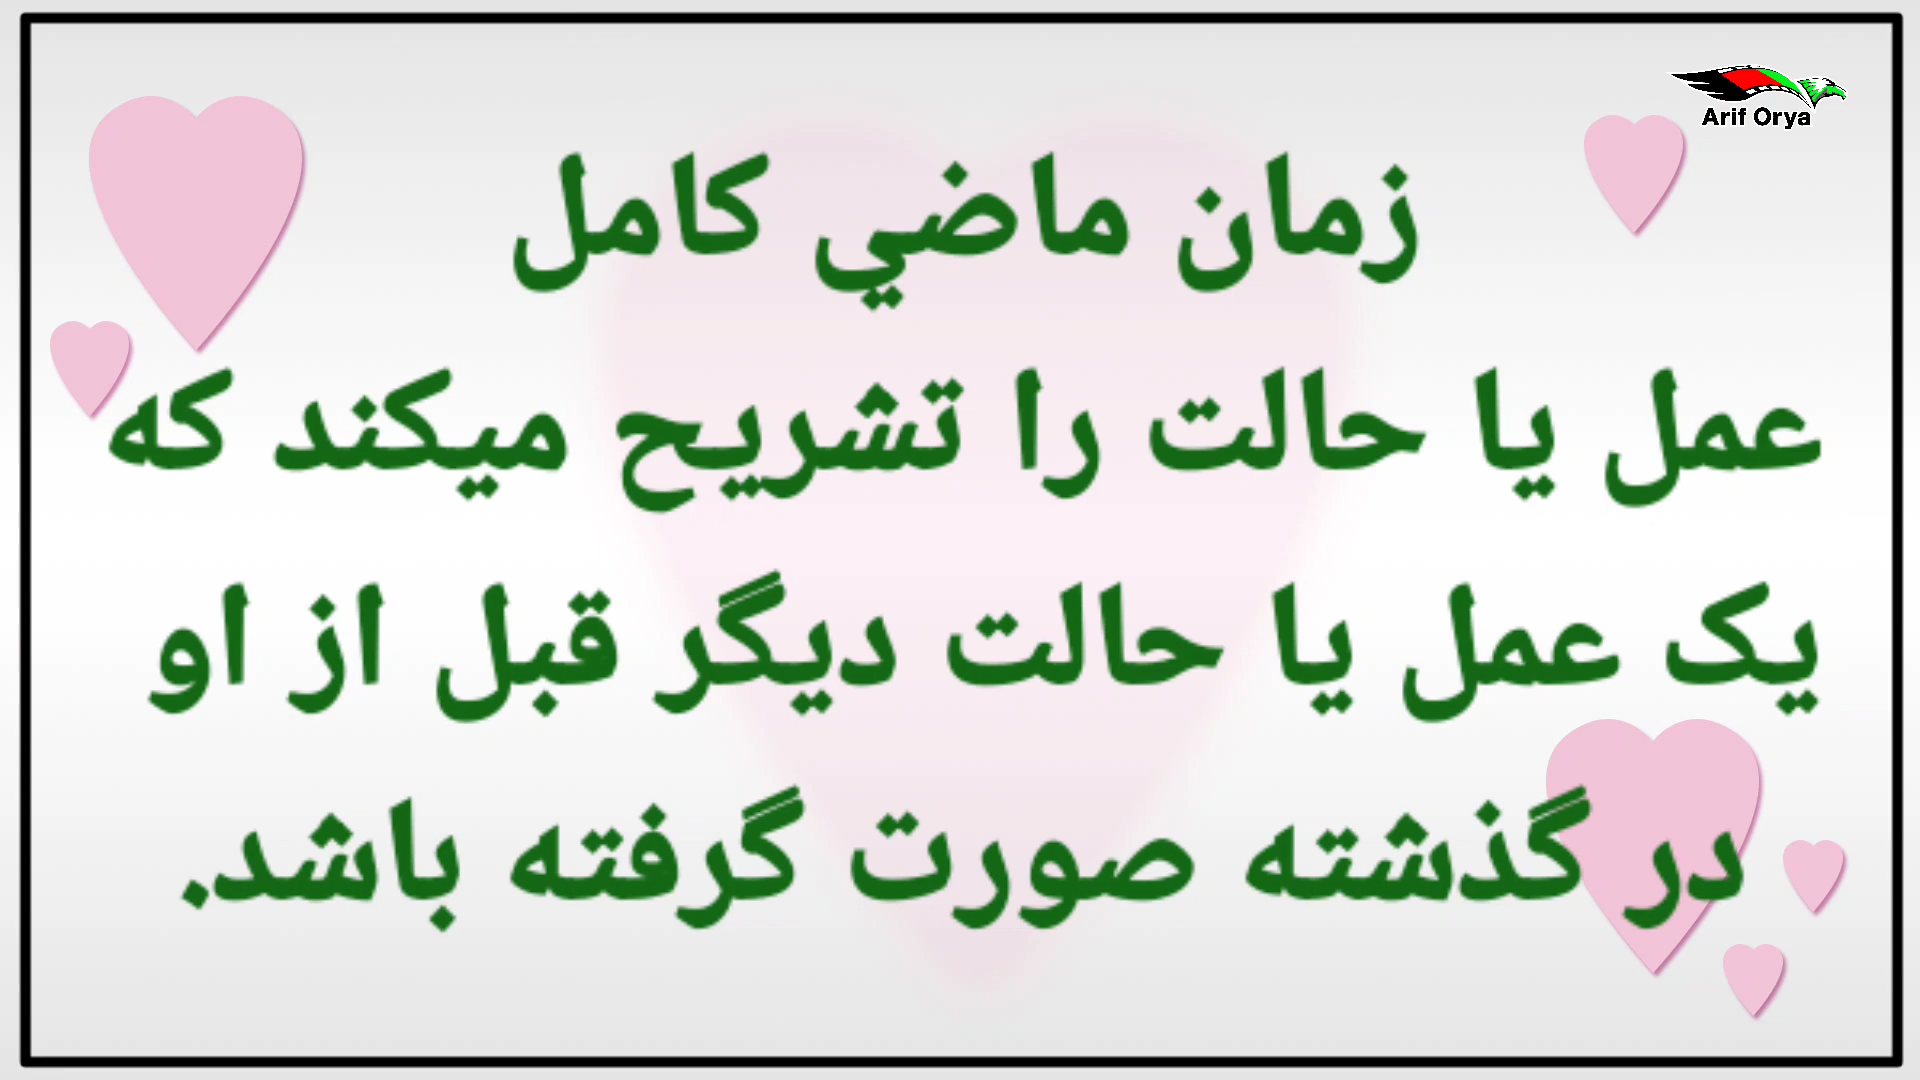 Arif Orya
زمان ماضي کامل
عمل یا حالت را تشریح میکند که
یک عمل یا حالت دیگر قبل از او
در گذشته صورت گرفته باشد.